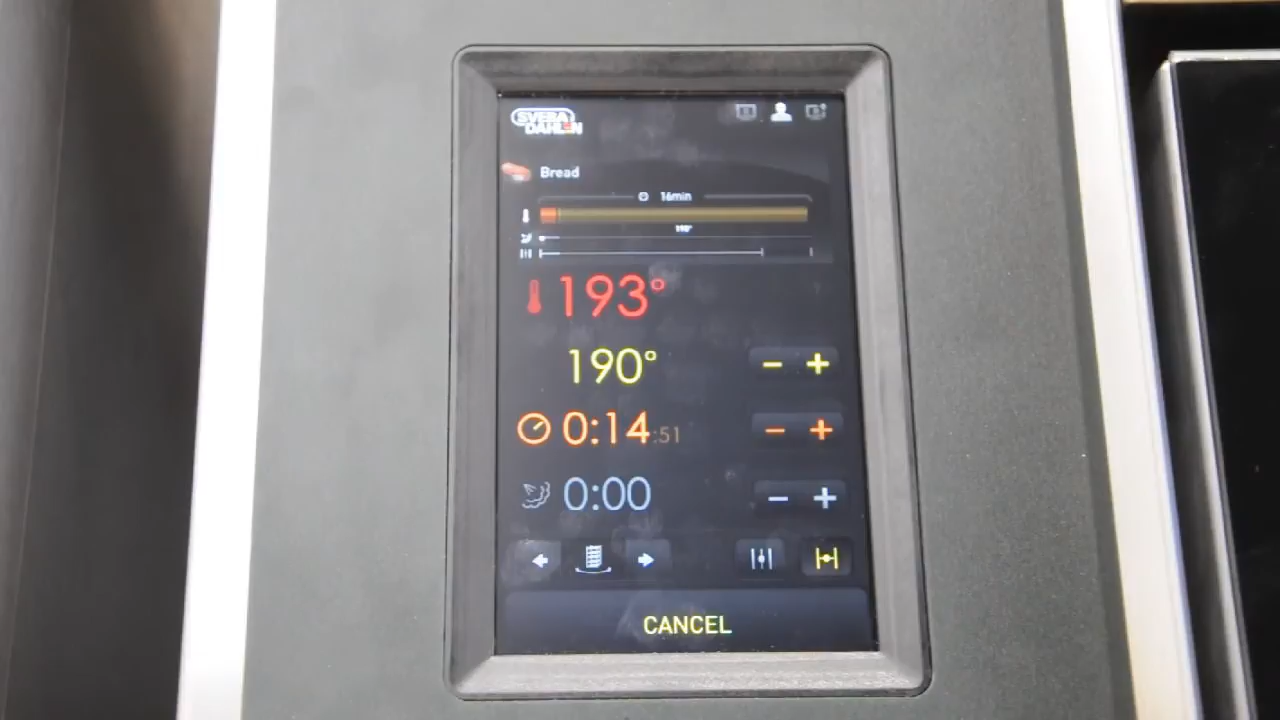 SVEBA
DAHLEN
Bread
16min
190°
193°
190°
0:14:51
0:00
CANCEL